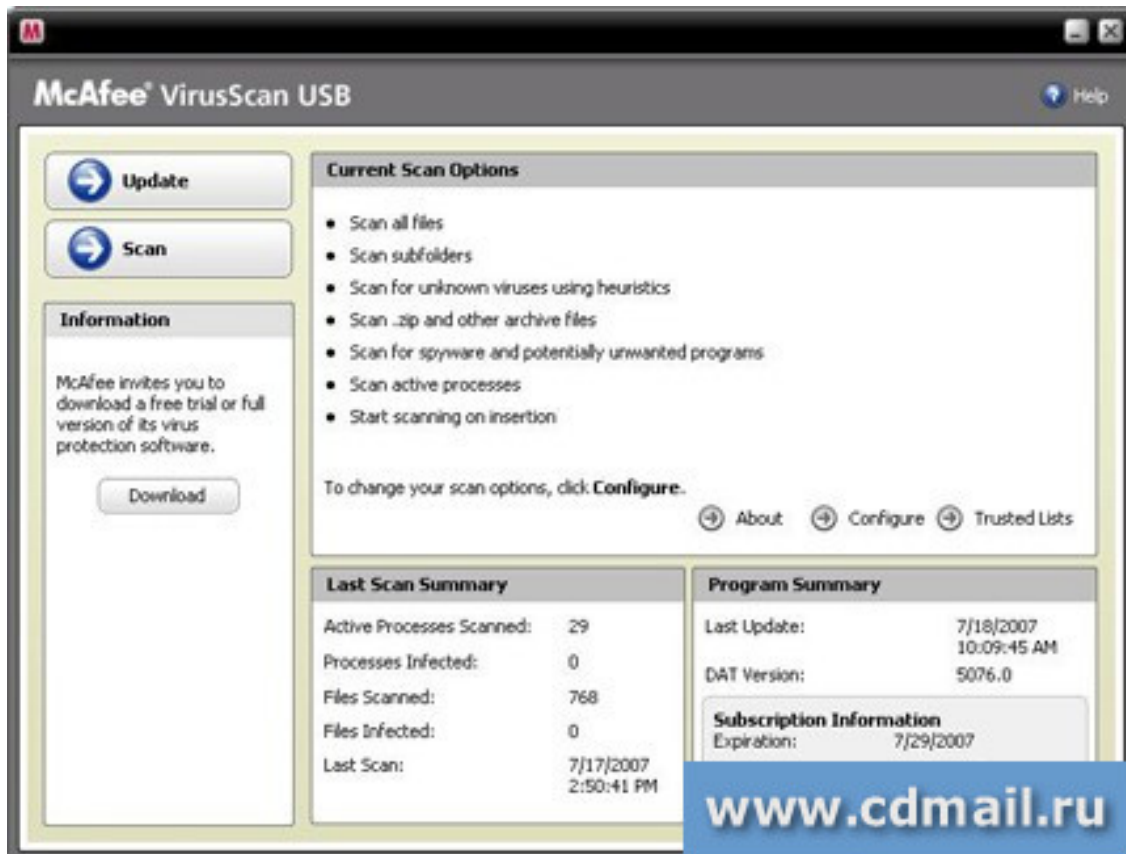 McAfee® VirusScan USB
Help
Update
Scan
Information
McAfee invites you to
download a free trial or full
version of its virus
protection software.
Download
Current Scan Options
• Scan all files
• Scan subfolders
• Scan for unknown viruses using heuristics
• Scan .zip and other archive files
• Scan for spyware and potentially unwanted programs
• Scan active processes
• Start scanning on insertion
To change your scan options, click Configure.
About Configure Trusted Lists
Last Scan Summary
Active Processes Scanned: 29
Processes Infected: 0
Files Scanned: 768
Files Infected: 0
Last Scan: 7/17/2007
2:50:41 PM
Program Summary
Last Update: 7/18/2007
10:09:45 AM
DAT Version: 5076.0
Subscription Information
Expiration: 7/29/2007
www.cdmail.ru